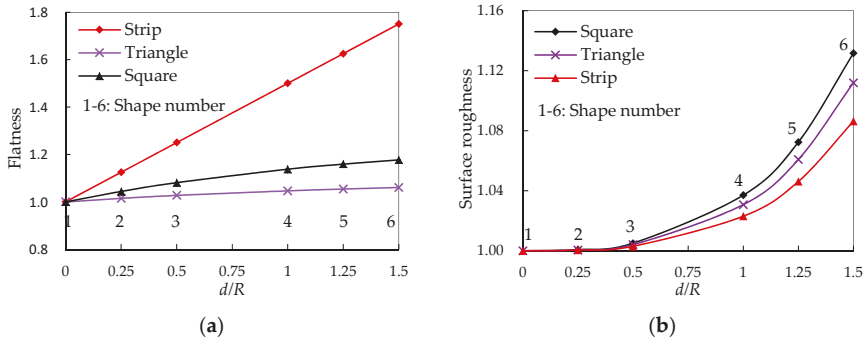 1.8
1.6
1.4
1.2
1.0
0.8
Flatness
Strip
Triangle
Square
1-6: Shape number
1 2 3 4 5 6
0 0.25 0.5 1 1.25 1.5
d/R
(a)
1.16
1.12
1.08
1.04
1.00
Surface roughness
Square
Triangle
Strip
1-6: Shape number
1 2 3 4 5 6
0 0.25 0.5 0.75 1 1.25 1.5
d/R
(b)